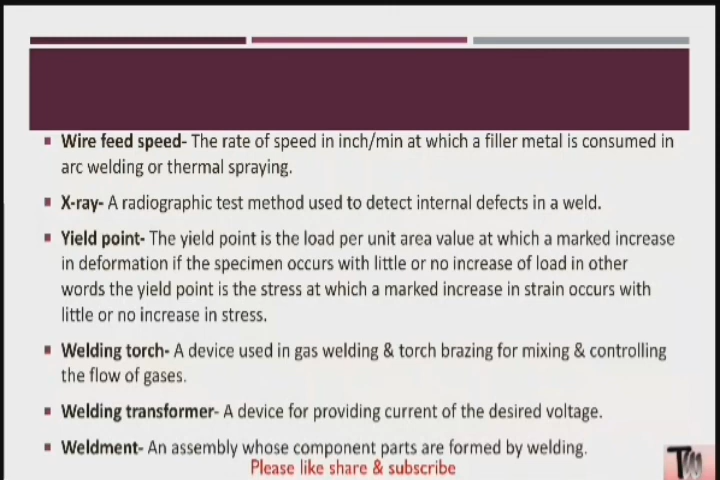 ▪ Wire feed speed- The rate of speed in inch/min at which a filler metal is consumed in
arc welding or thermal spraying.
▪ X-ray- A radiographic test method used to detect internal defects in a weld.
▪ Yield point- The yield point is the load per unit area value at which a marked increase
in deformation if the specimen occurs with little or no increase of load in other
words the yield point is the stress at which a marked increase in strain occurs with
little or no increase in stress.
▪ Welding torch- A device used in gas welding & torch brazing for mixing & controlling
the flow of gases.
▪ Welding transformer- A device for providing current of the desired voltage.
▪ Weldment- An assembly whose component parts are formed by welding.
Please like share & subscribe
TW